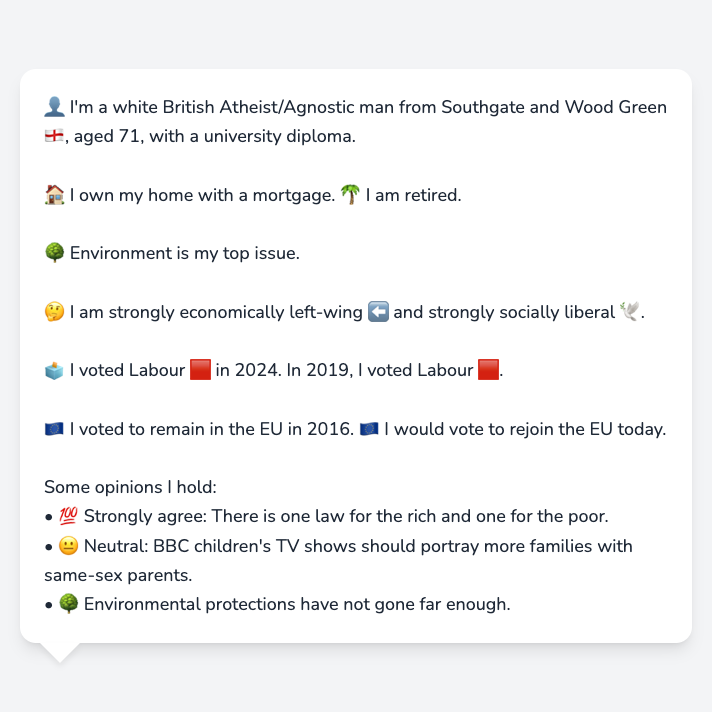 👤 I'm a white British Atheist/Agnostic man from Southgate and Wood Green
🏴󠁧󠁢󠁥󠁮󠁧󠁿, aged 71, with a university diploma.
🏠 I own my home with a mortgage. 🌴 I am retired.
🌳 Environment is my top issue.
🤔 I am strongly economically left-wing ⬅️ and strongly socially liberal 🕊️.
🗳️ I voted Labour 🟥 in 2024. In 2019, I voted Labour 🟥.
🇪🇺 I voted to remain in the EU in 2016. 🇪🇺 I would vote to rejoin the EU today.
Some opinions I hold:
• 💯 Strongly agree: There is one law for the rich and one for the poor.
• 😐 Neutral: BBC children's TV shows should portray more families with
same-sex parents.
• 🌳 Environmental protections have not gone far enough.